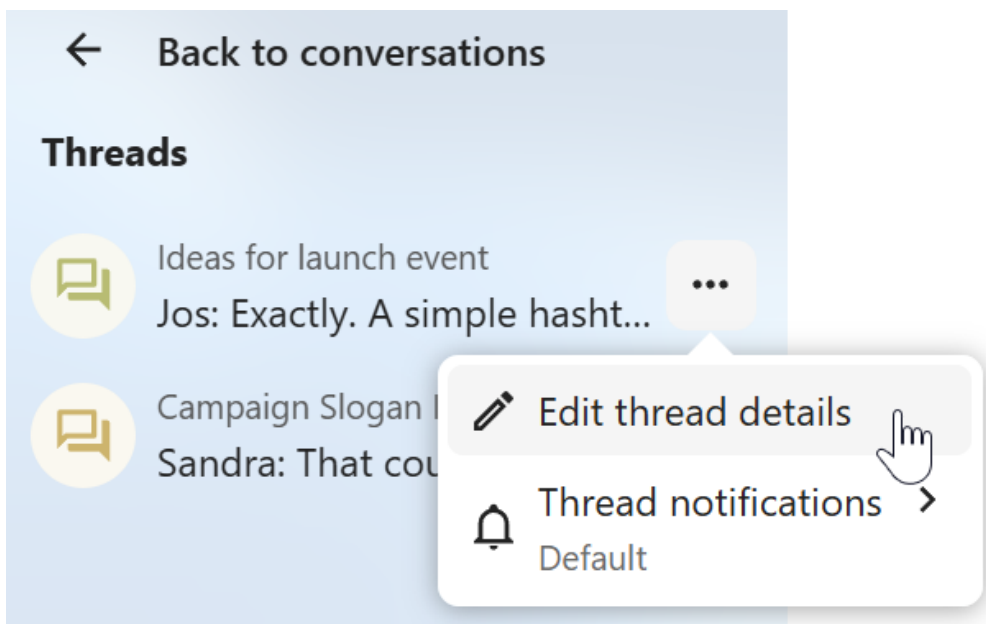 Back to conversations
Threads
Ideas for launch event
Jos: Exactly. A simple hasht...
Campaign Slogan
Sandra: That
Edit thread details
Thread notifications
Default